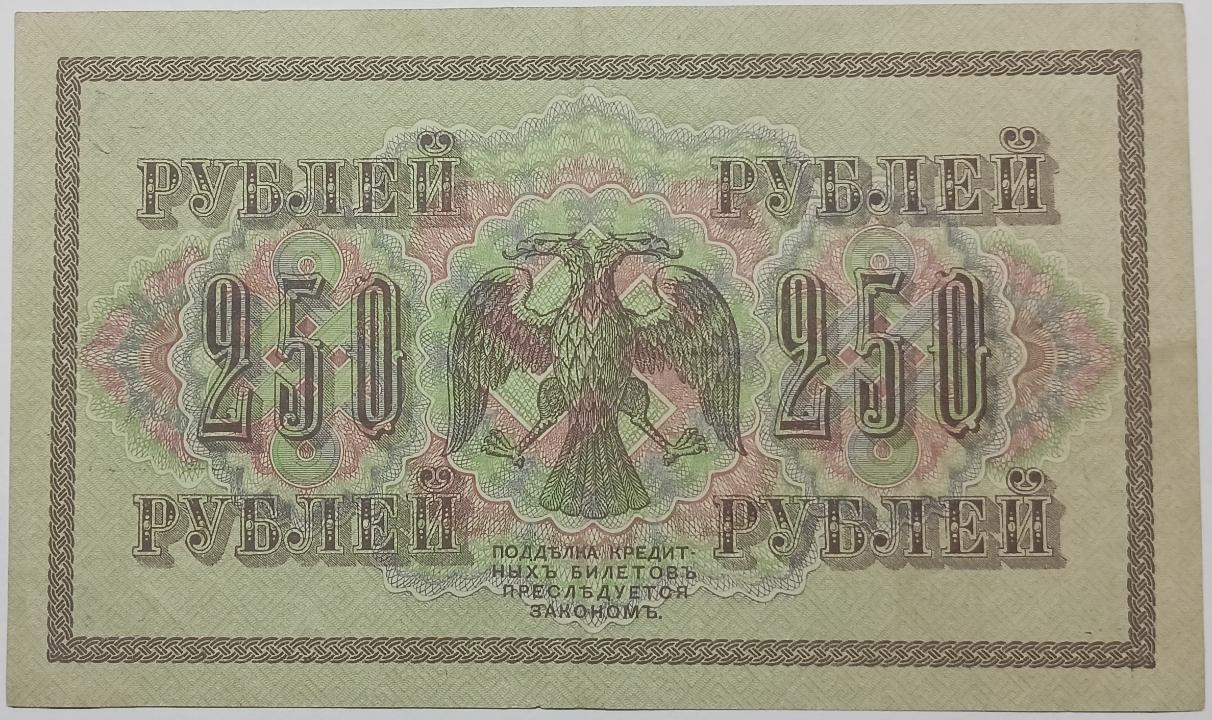 РУБЛЕЙ РУБЛЕЙ
250 250
РУБЛЕЙ РУБЛЕЙ
ПОДДѢЛКА КРЕДИТ-
НЫХЪ БИЛЕТОВЪ
ПРЕСЛѢДУЕТСЯ
ЗАКОНОМЪ.